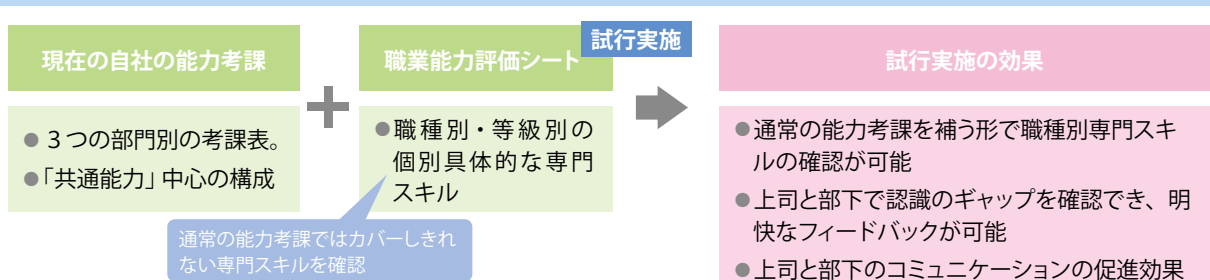 現在の自社の能力考課
● 3つの部門別の考課表。
●「共通能力」中心の構成
職業能力評価シート
試行実施
●職種別・等級別の
個別具体的な専門
スキル
通常の能力考課ではカバーしきれ
ない専門スキルを確認
試行実施の効果
●通常の能力考課を補う形で職種別専門スキ
ルの確認が可能
●上司と部下で認識のギャップを確認でき、明
快なフィードバックが可能
●上司と部下のコミュニケーションの促進効果